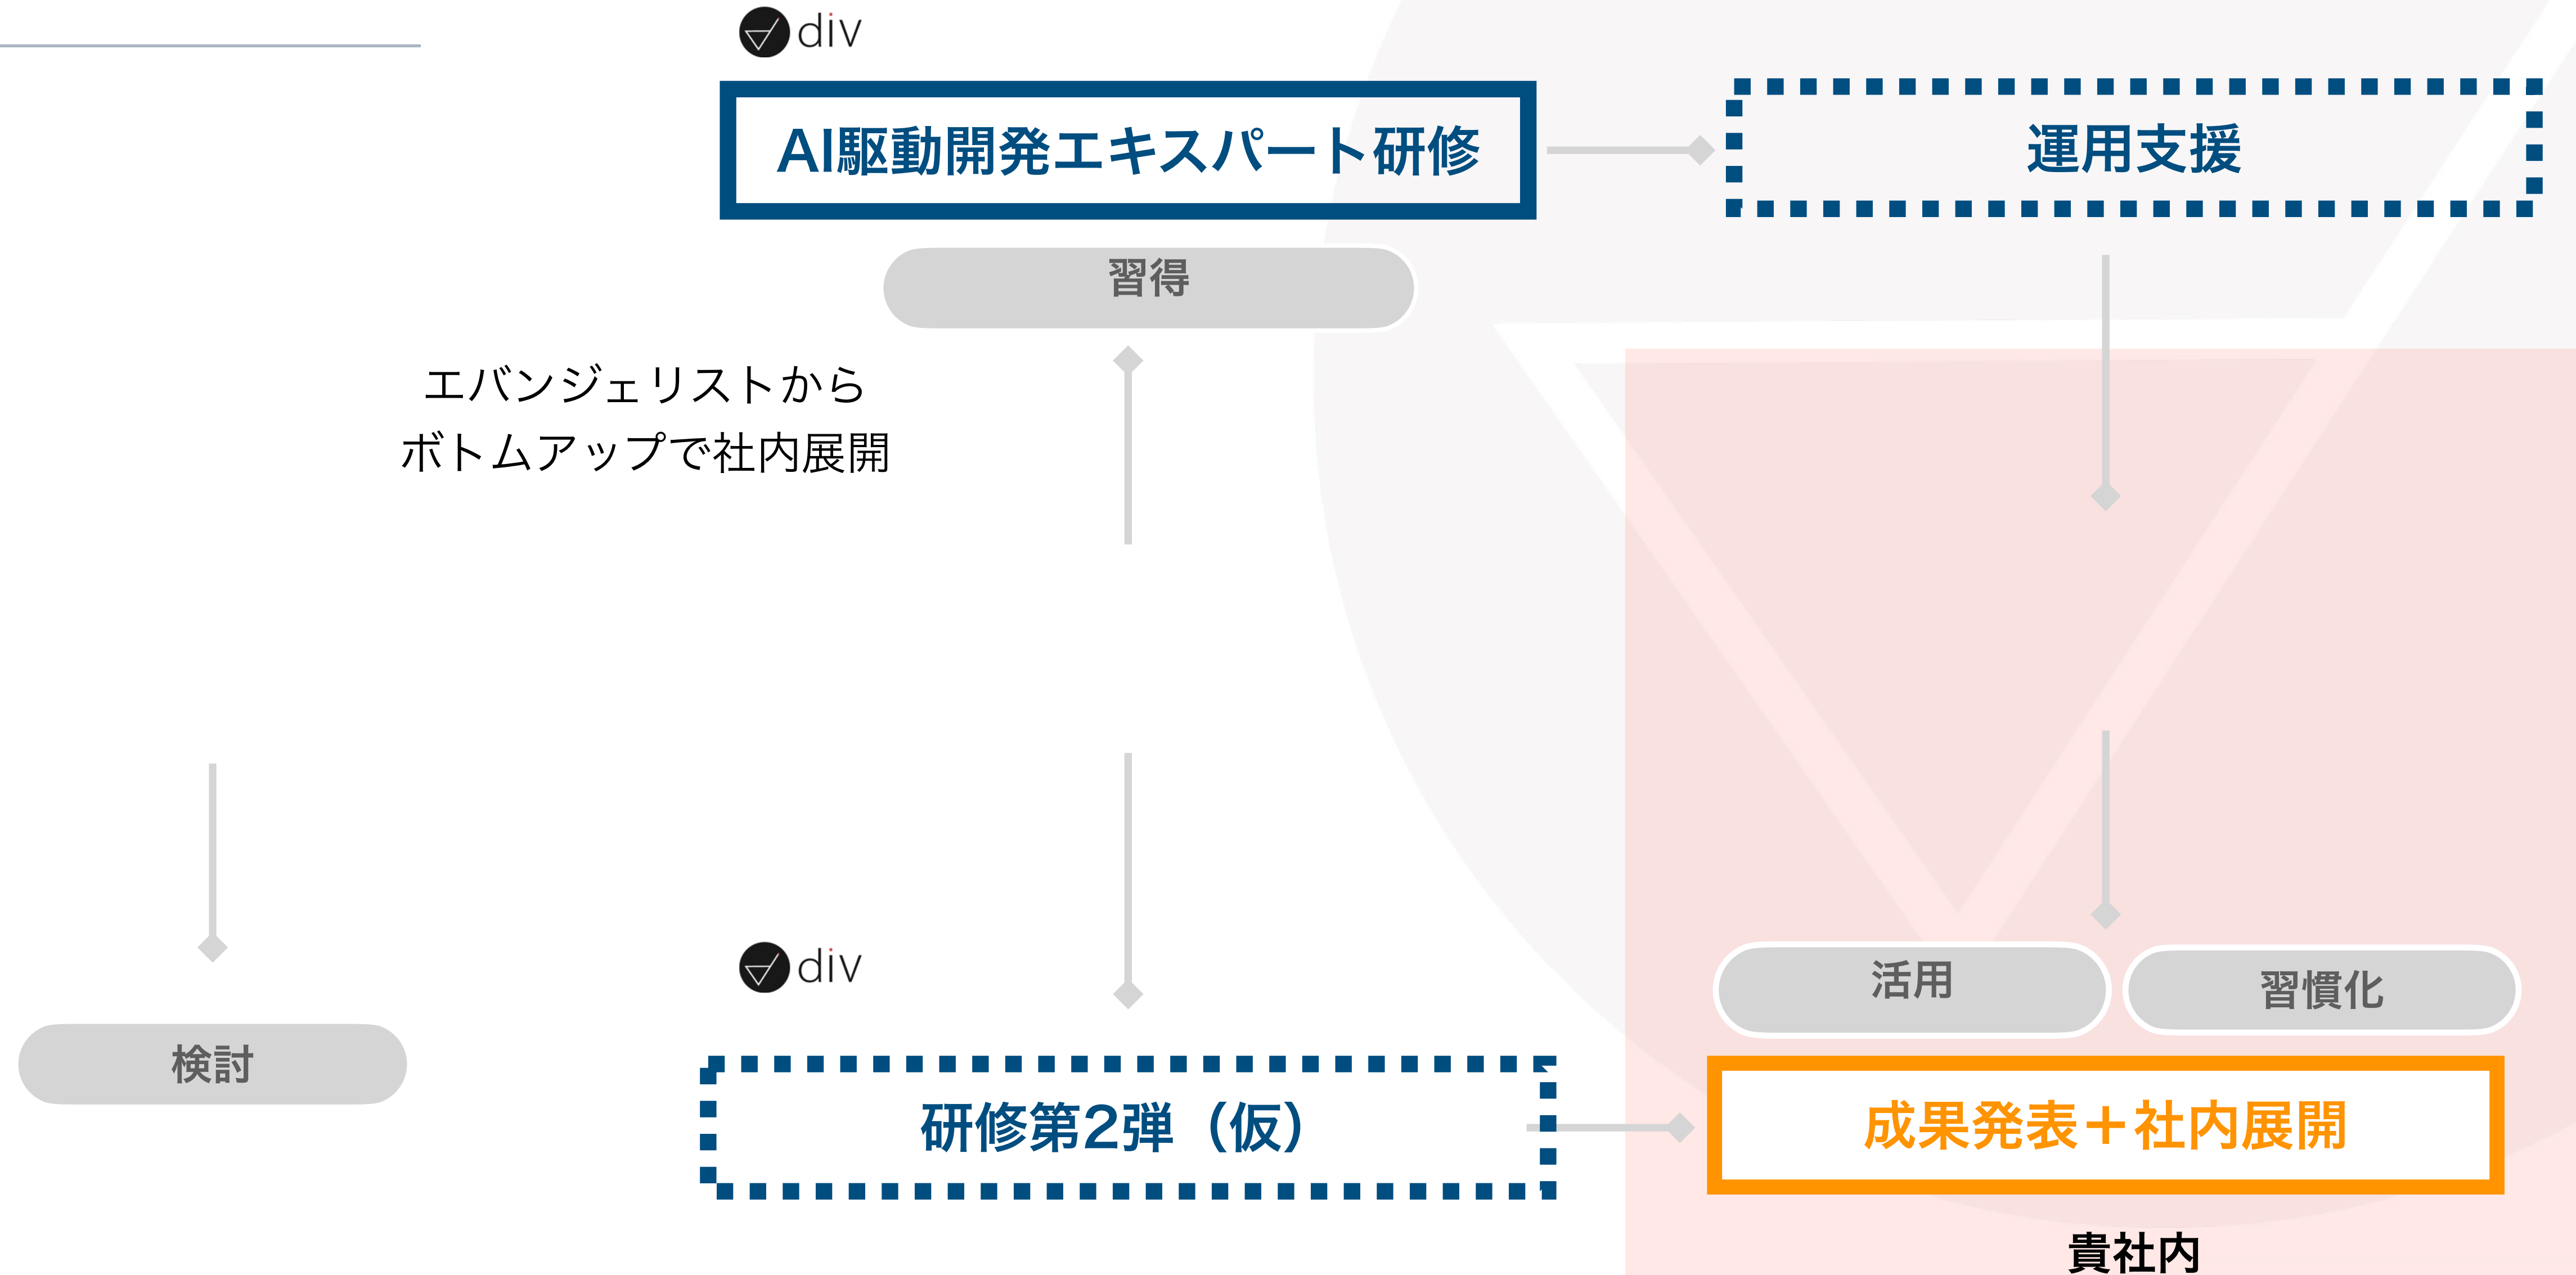 div
AI駆動開発エキスパート研修
運用支援
習得
エバンジェリストから
ボトムアップで社内展開
div
検討
研修第2弾（仮）
活用
習慣化
成果発表＋社内展開
貴社内